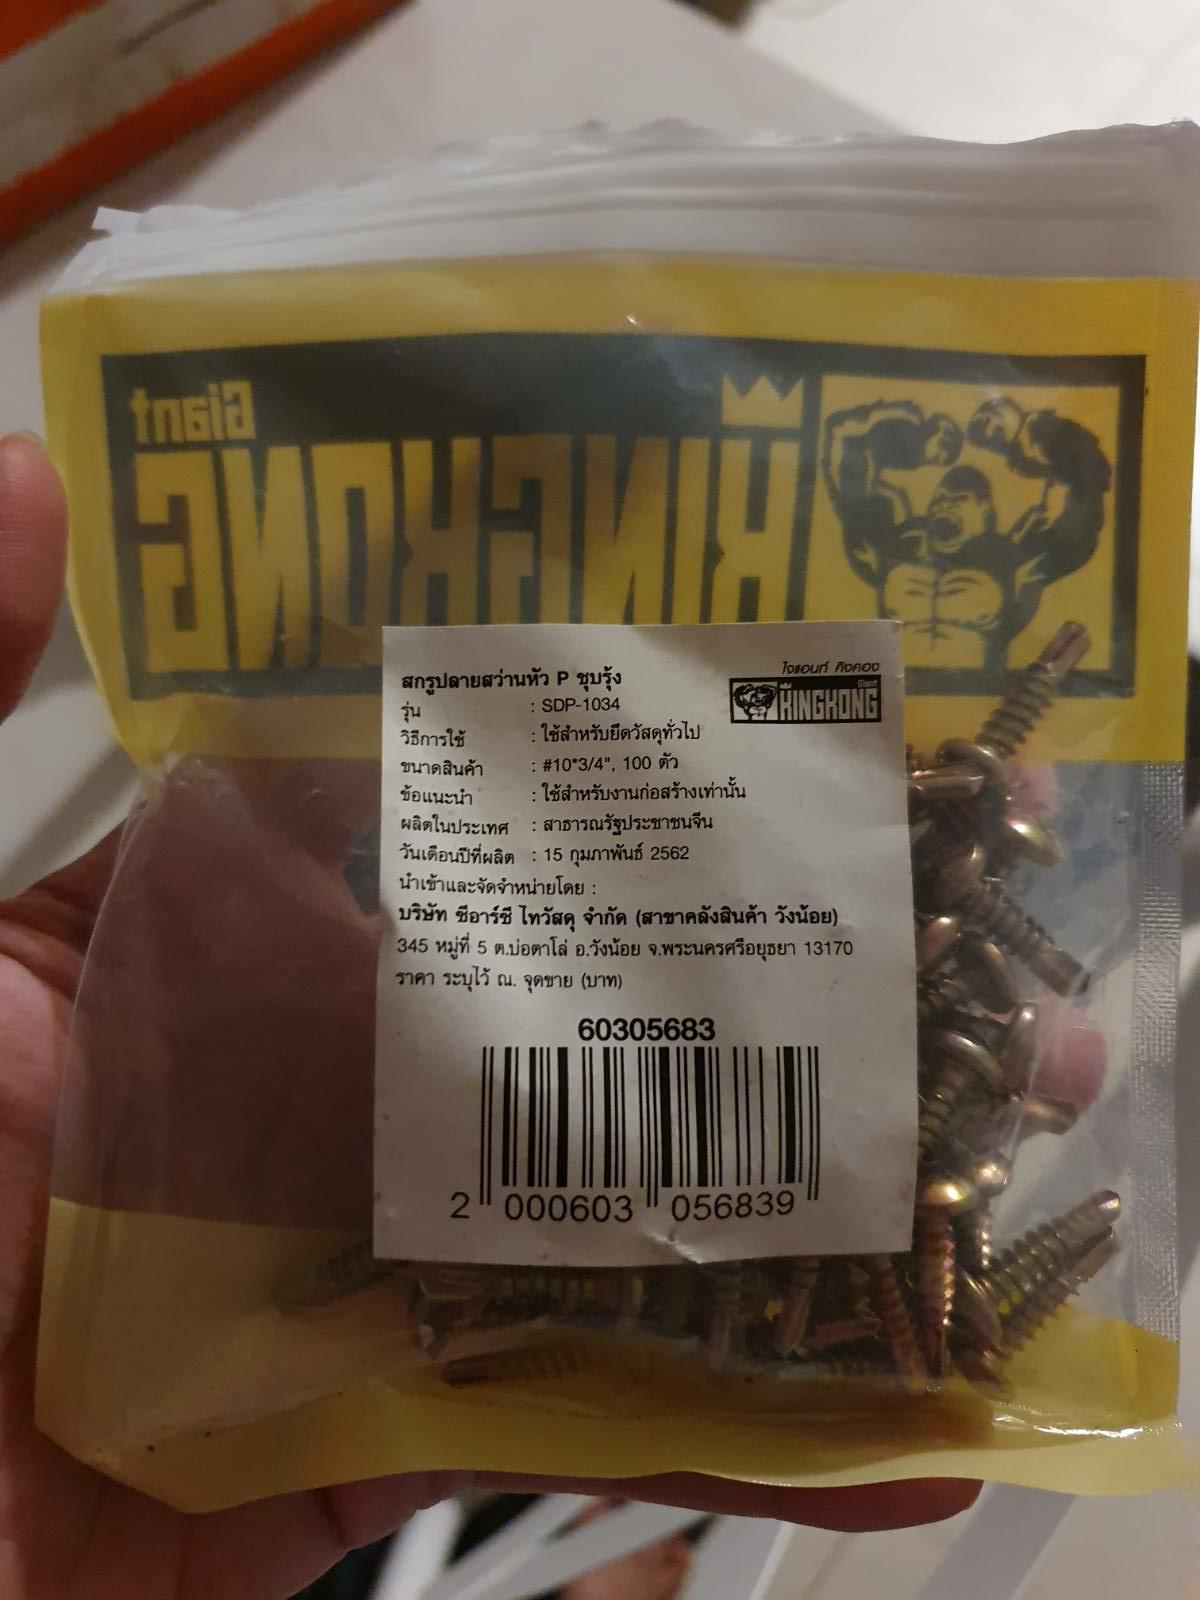 Giant
KINGKONG
สกรูปลายสว่านหัว P ชุบรุ้ง
ไจแอนท์ คิงคอง
Giant
KINGKONG
รุ่น : SDP-1034
วิธีการใช้ : ใช้สำหรับยึดวัสดุทั่วไป
ขนาดสินค้า : #10*3/4", 100 ตัว
ข้อแนะนำ : ใช้สำหรับงานก่อสร้างเท่านั้น
ผลิตในประเทศ : สาธารณรัฐประชาชนจีน
วันเดือนปีที่ผลิต : 15 กุมภาพันธ์ 2562
นำเข้าและจัดจำหน่ายโดย :
บริษัท ซีอาร์ซี ไทวัสดุ จำกัด (สาขาคลังสินค้า วังน้อย)
345 หมู่ที่ 5 ต.บ่อตาโล่ อ.วังน้อย จ.พระนครศรีอยุธยา 13170
ราคา ระบุไว้ ณ. จุดขาย (บาท)
60305683
2 000603 056839